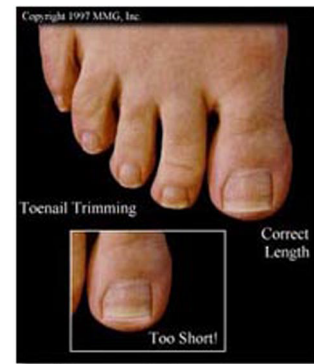 Copyright 1997 MMG, Inc.
Toenail Trimming
Correct
Length
Too Short!